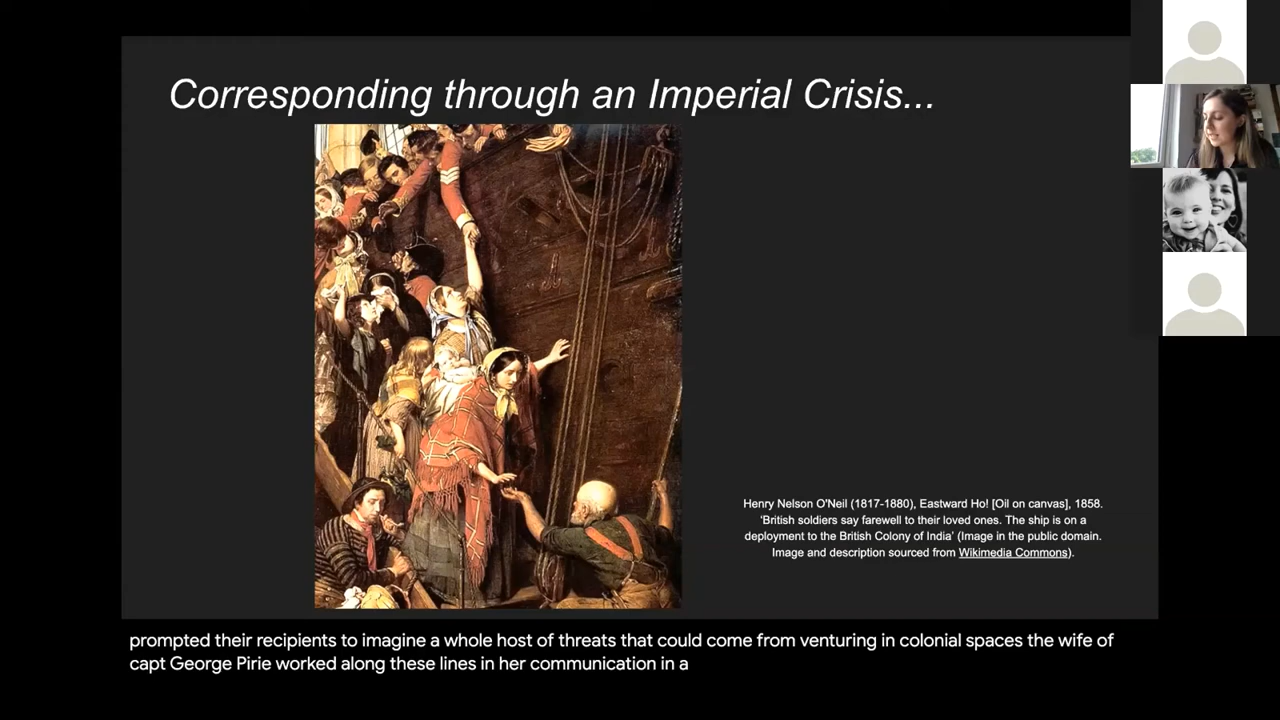 Corresponding through an Imperial Crisis...
Henry Nelson O'Neil (1817-1880), Eastward Ho! [Oil on canvas], 1858.
'British soldiers say farewell to their loved ones. The ship is on a
deployment to the British Colony of India' (Image in the public domain.
Image and description sourced from Wikimedia Commons).
prompted their recipients to imagine a whole host of threats that could come from venturing in colonial spaces the wife of
capt George Pirie worked along these lines in her communication in a